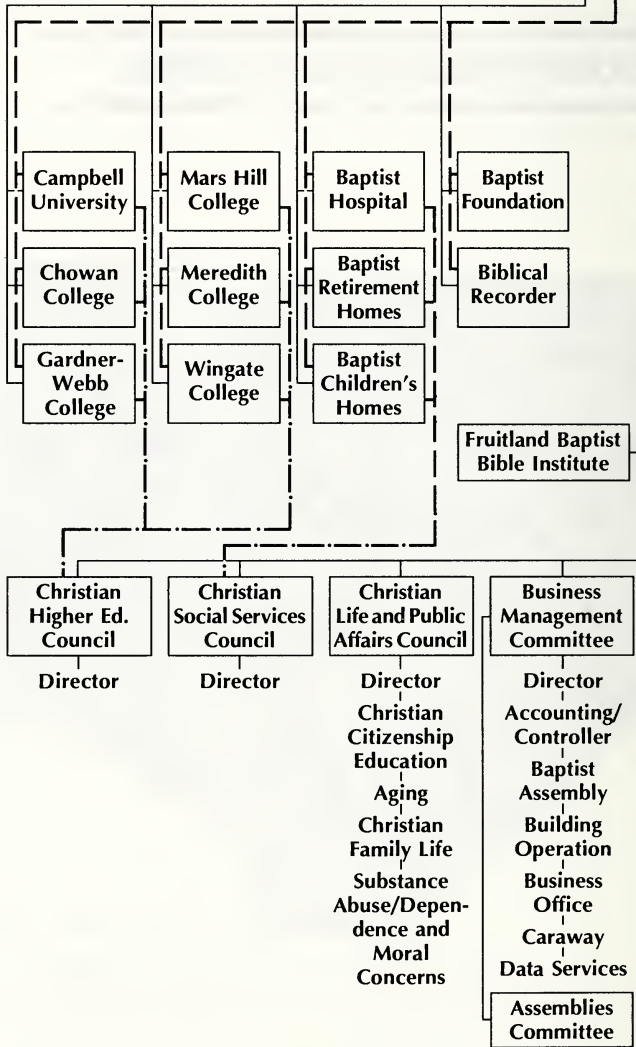 Campbell
University
Mars Hill
College
Baptist
Hospital
Baptist
Foundation
Chowan
College
Meredith
College
Baptist
Retirement
Homes
Biblical
Recorder
Gardner-
Webb
College
Wingate
College
Baptist
Children's
Homes
Fruitland Baptist
Bible Institute
Christian
Higher Ed.
Council
Director
Christian
Social Services
Council
Director
Christian
Life and Public
Affairs Council
Director
Christian
Citizenship
Education
Aging
Christian
Family Life
Substance
Abuse/Depen-
dence and
Moral
Concerns
Business
Management
Committee
Director
Accounting/
Controller
Baptist
Assembly
Building
Operation
Business
Office
Caraway
Data Services
Assemblies
Committee